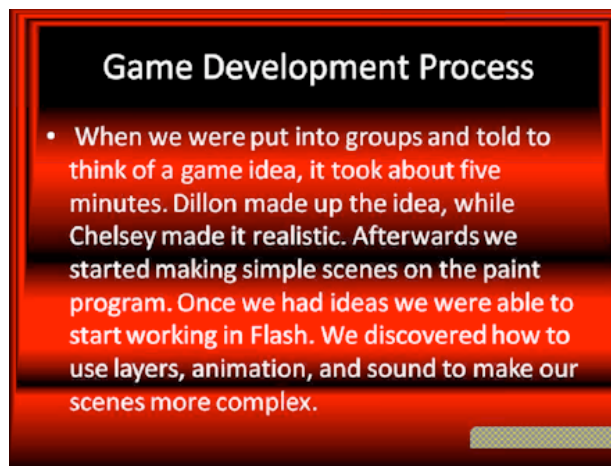 Game Development Process
• When we were put into groups and told to
think of a game idea, it took about five
minutes. Dillon made up the idea, while
Chelsey made it realistic. Afterwards we
started making simple scenes on the paint
program. Once we had ideas we were able to
start working in Flash. We discovered how to
use layers, animation, and sound to make our
scenes more complex.